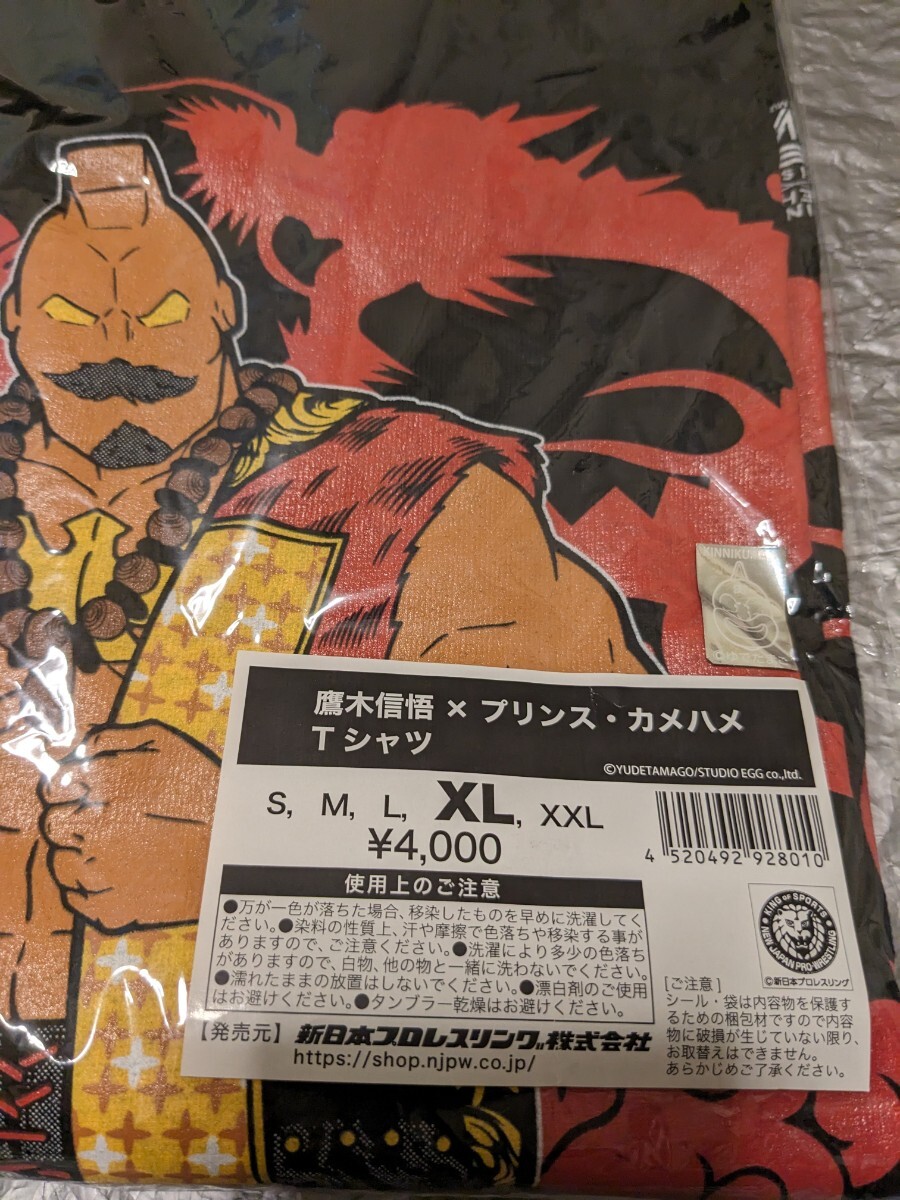 KINNIKUMAN
鷹木信悟 × プリンス・カメハメ
Tシャツ
©YUDETAMAGO/STUDIO EGG co.,ltd.
S, M, L, XL, XXL
¥4,000
4 520492 928010
使用上のご注意
●万が一色が落ちた場合、移染したものを早めに洗濯してく
ださい。●染料の性質上、汗や摩擦で色落ちや移染する事が
ありますので、ご注意ください。●洗濯により多少の色落ち
がありますので、白物、他の物と一緒に洗わないでください。
●濡れたままの放置はしないでください。●漂白剤のご使用
はお避けください。●タンブラー乾燥はお避けください。
KING OF SPORTS
NEW JAPAN PRO-WRESTLING
©新日本プロレスリング
[ご注意]
シール・袋は内容物を保護す
るための梱包材ですので内容
物に破損が生じていない限り、
お取替えはできません。
あらかじめご了承ください。
【発売元】 新日本プロレスリング株式会社
https://shop.njpw.co.jp/